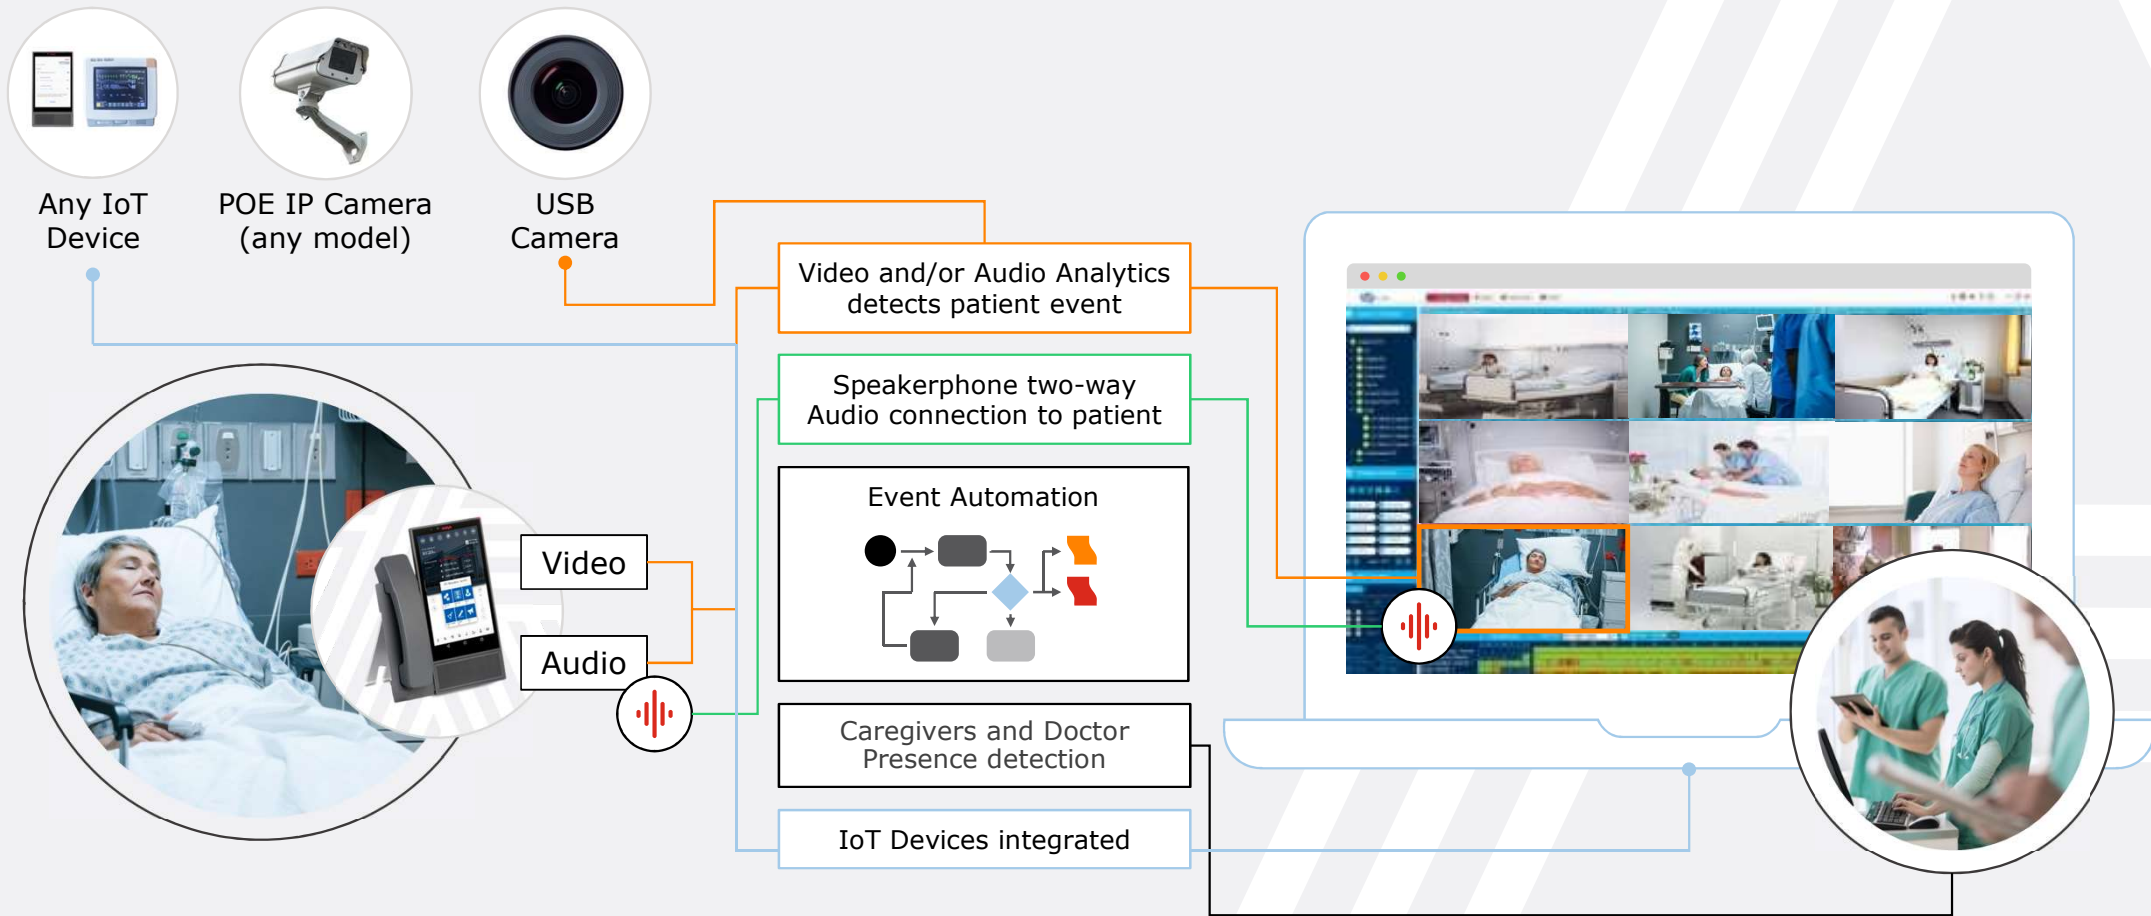 Any IoT
Device
POE IP Camera
(any model)
USB
Camera
Video and/or Audio Analytics
detects patient event
Speakerphone two-way
Audio connection to patient
Event Automation
Video
Audio
Caregivers and Doctor
Presence detection
IoT Devices integrated